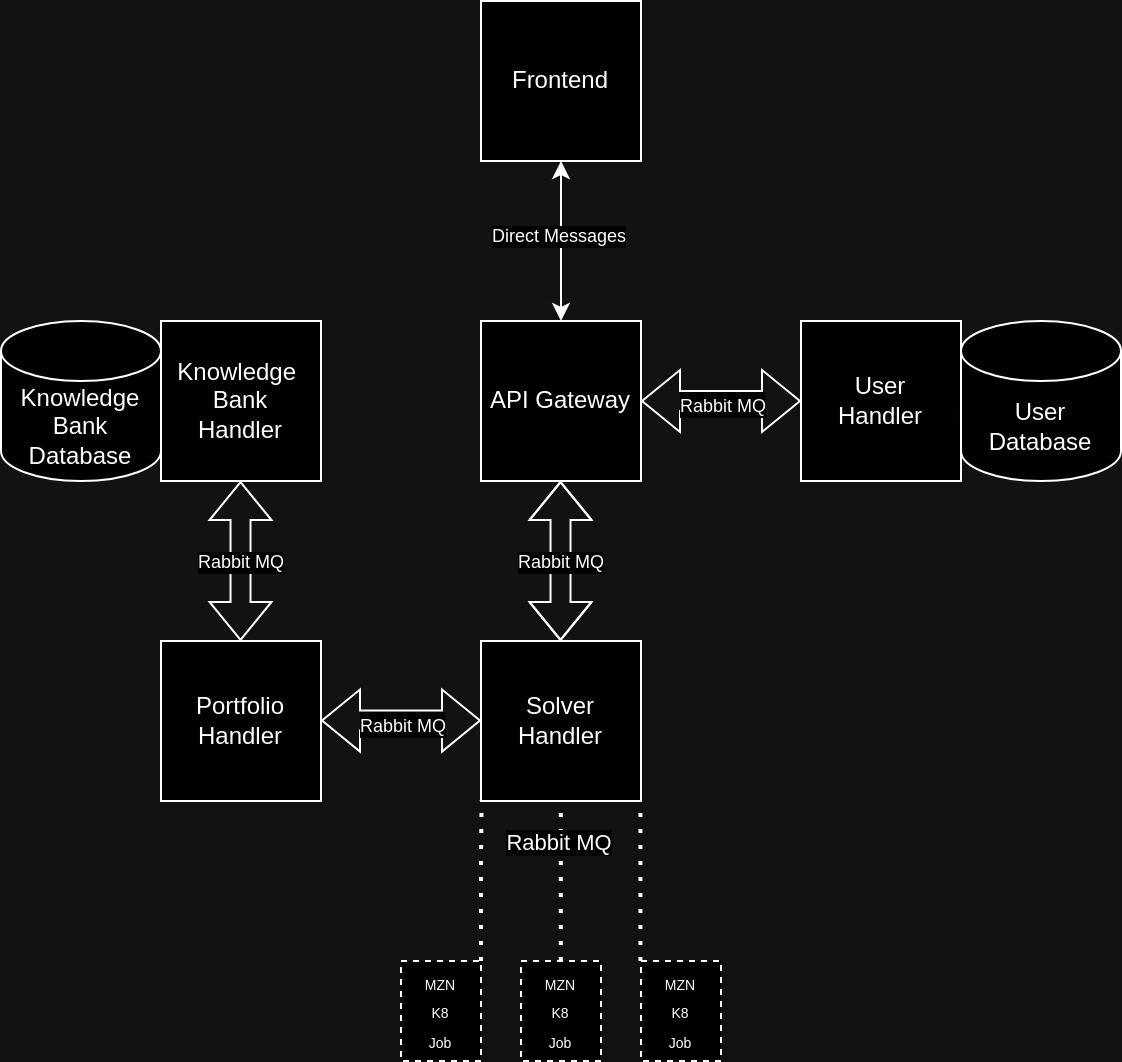 Frontend
Direct Messages
Knowledge
Bank
Database
Knowledge
Bank
Handler
API Gateway
Rabbit MQ
User
Handler
User
Database
Rabbit MQ
Rabbit MQ
Portfolio
Handler
Rabbit MQ
Solver
Handler
Rabbit MQ
MZN
K8
Job
MZN
K8
Job
MZN
K8
Job